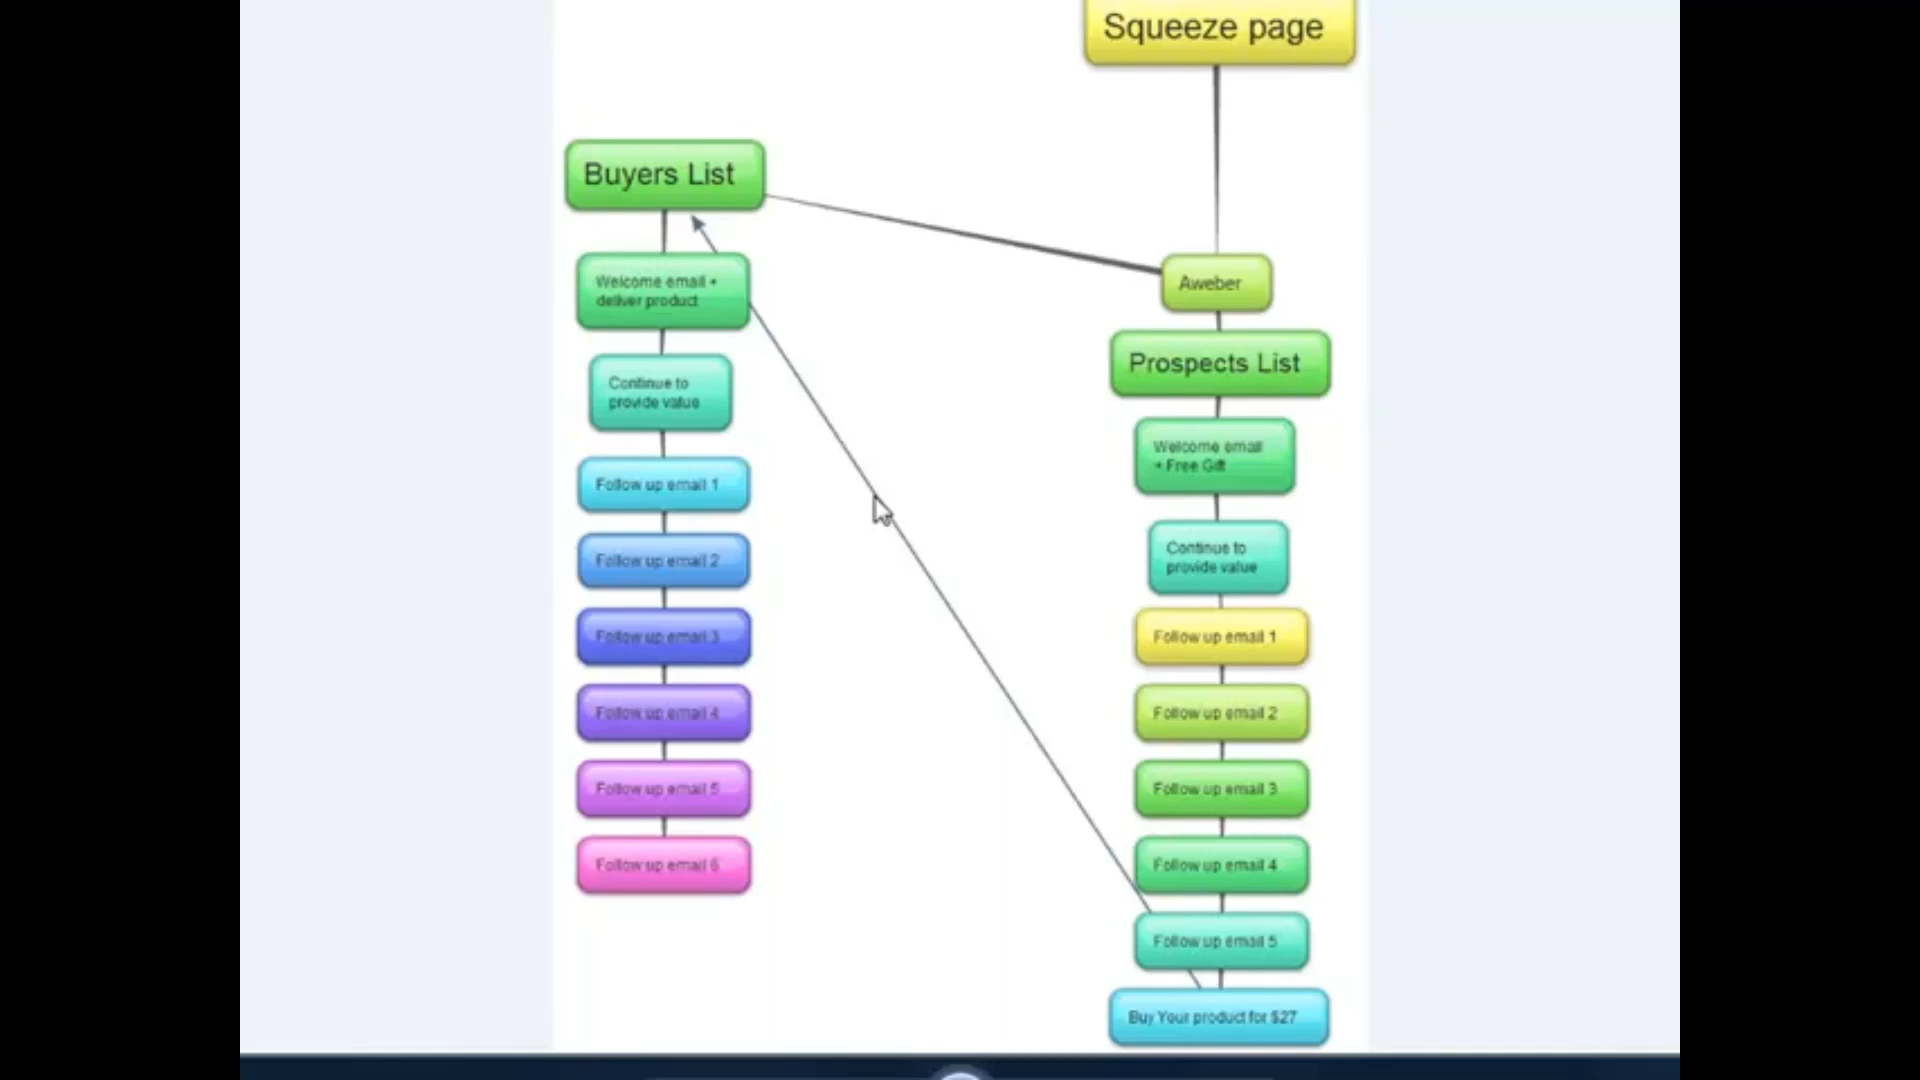 Squeeze page
Buyers List
Welcome email +
deliver product
Continue to
provide value
Follow up email 1
Follow up email 2
Follow up email 3
Follow up email 4
Follow up email 5
Follow up email 6
Aweber
Prospects List
Welcome email
+ Free Gift
Continue to
provide value
Follow up email 1
Follow up email 2
Follow up email 3
Follow up email 4
Follow up email 5
Buy Your product for $27